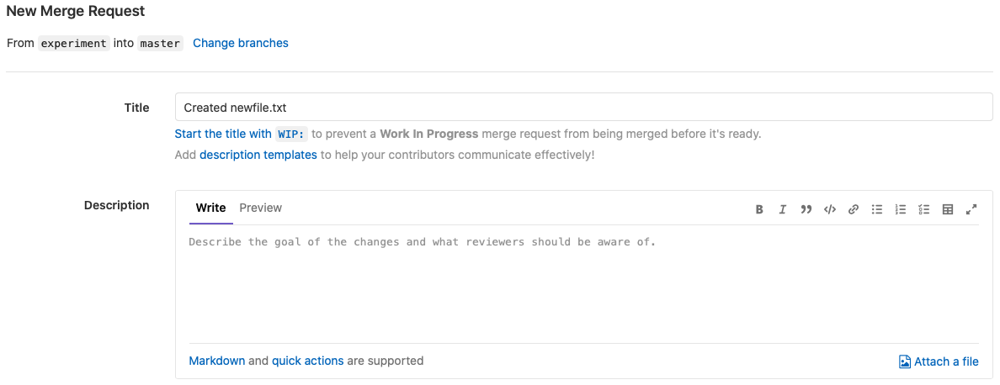 New Merge Request
From experiment into master Change branches
Title
Created newfile.txt
Start the title with WIP: to prevent a Work In Progress merge request from being merged before it's ready.
Add description templates to help your contributors communicate effectively!
Description
Write Preview
Describe the goal of the changes and what reviewers should be aware of.
Markdown and quick actions are supported
Attach a file